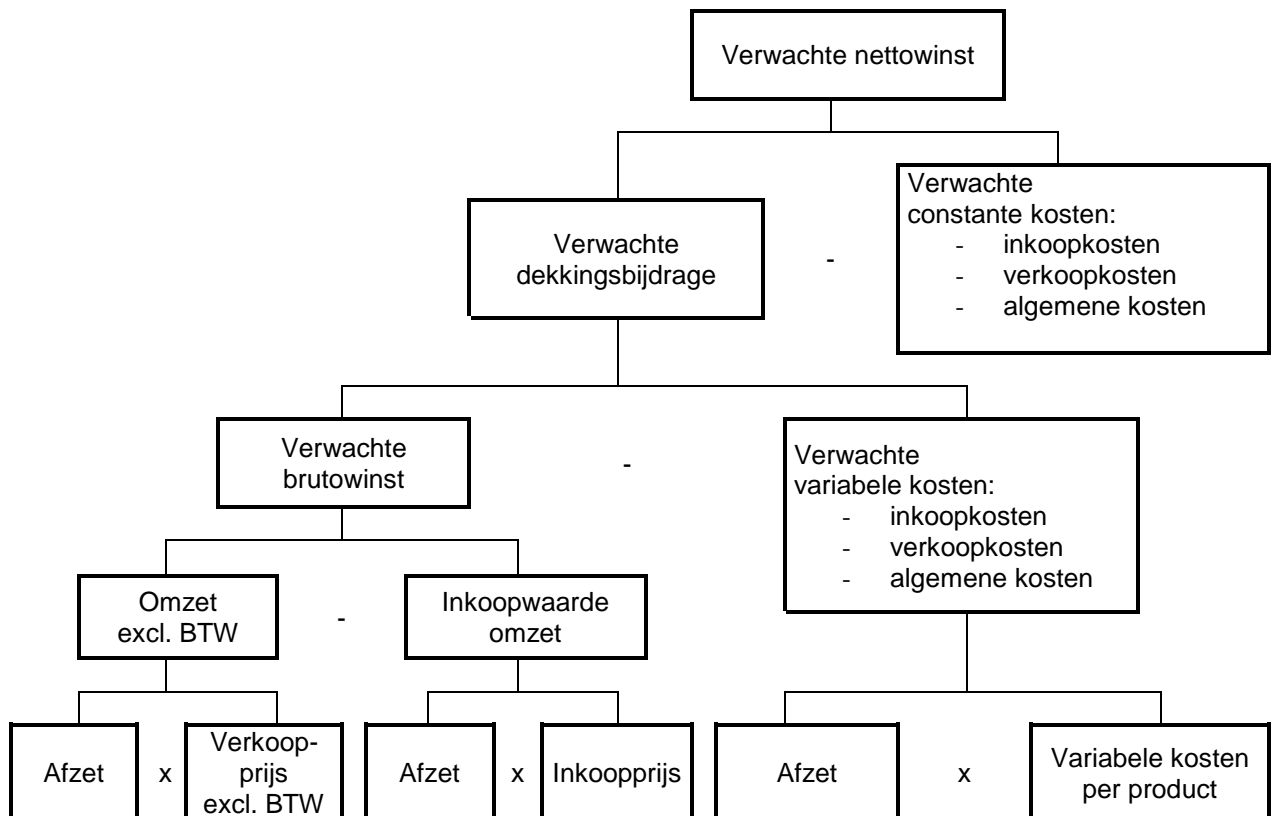 Verwachte nettowinst
Verwachte
constante kosten:
- inkoopkosten
- verkoopkosten
- algemene kosten
Verwachte
dekkingsbijdrage
-
Verwachte
brutowinst
-
Verwachte
variabele kosten:
- inkoopkosten
- verkoopkosten
- algemene kosten
Omzet
excl. BTW
-
Inkoopwaarde
omzet
Afzet
x
Verkoop-
prijs
excl. BTW
Afzet
x
Inkoopprijs
Afzet
x
Variabele kosten
per product